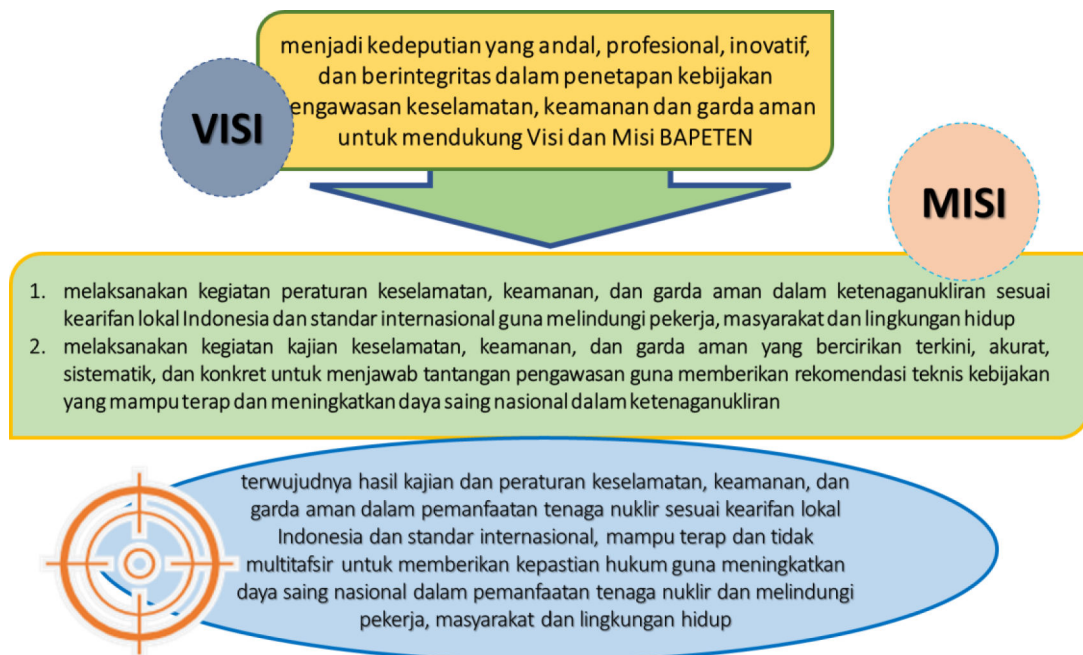 VISI
menjadi kedeputian yang andal, profesional, inovatif,
dan berintegritas dalam penetapan kebijakan
engawasan keselamatan, keamanan dan garda aman
untuk mendukung Visi dan Misi BAPETEN
MISI
1. melaksanakan kegiatan peraturan keselamatan, keamanan, dan garda aman dalam ketenaganukliran sesuai
kearifan lokal Indonesia dan standar internasional guna melindungi pekerja, masyarakat dan lingkungan hidup
2. melaksanakan kegiatan kajian keselamatan, keamanan, dan garda aman yang bercirikan terkini, akurat,
sistematik, dan konkret untuk menjawab tantangan pengawasan guna memberikan rekomendasi teknis kebijakan
yang mampu terap dan meningkatkan daya saing nasional dalam ketenaganukliran
terwujudnya hasil kajian dan peraturan keselamatan, keamanan, dan
garda aman dalam pemanfaatan tenaga nuklir sesuai kearifan lokal
Indonesia dan standar internasional, mampu terap dan tidak
multitafsir untuk memberikan kepastian hukum guna meningkatkan
daya saing nasional dalam pemanfaatan tenaga nuklir dan melindungi
pekerja, masyarakat dan lingkungan hidup